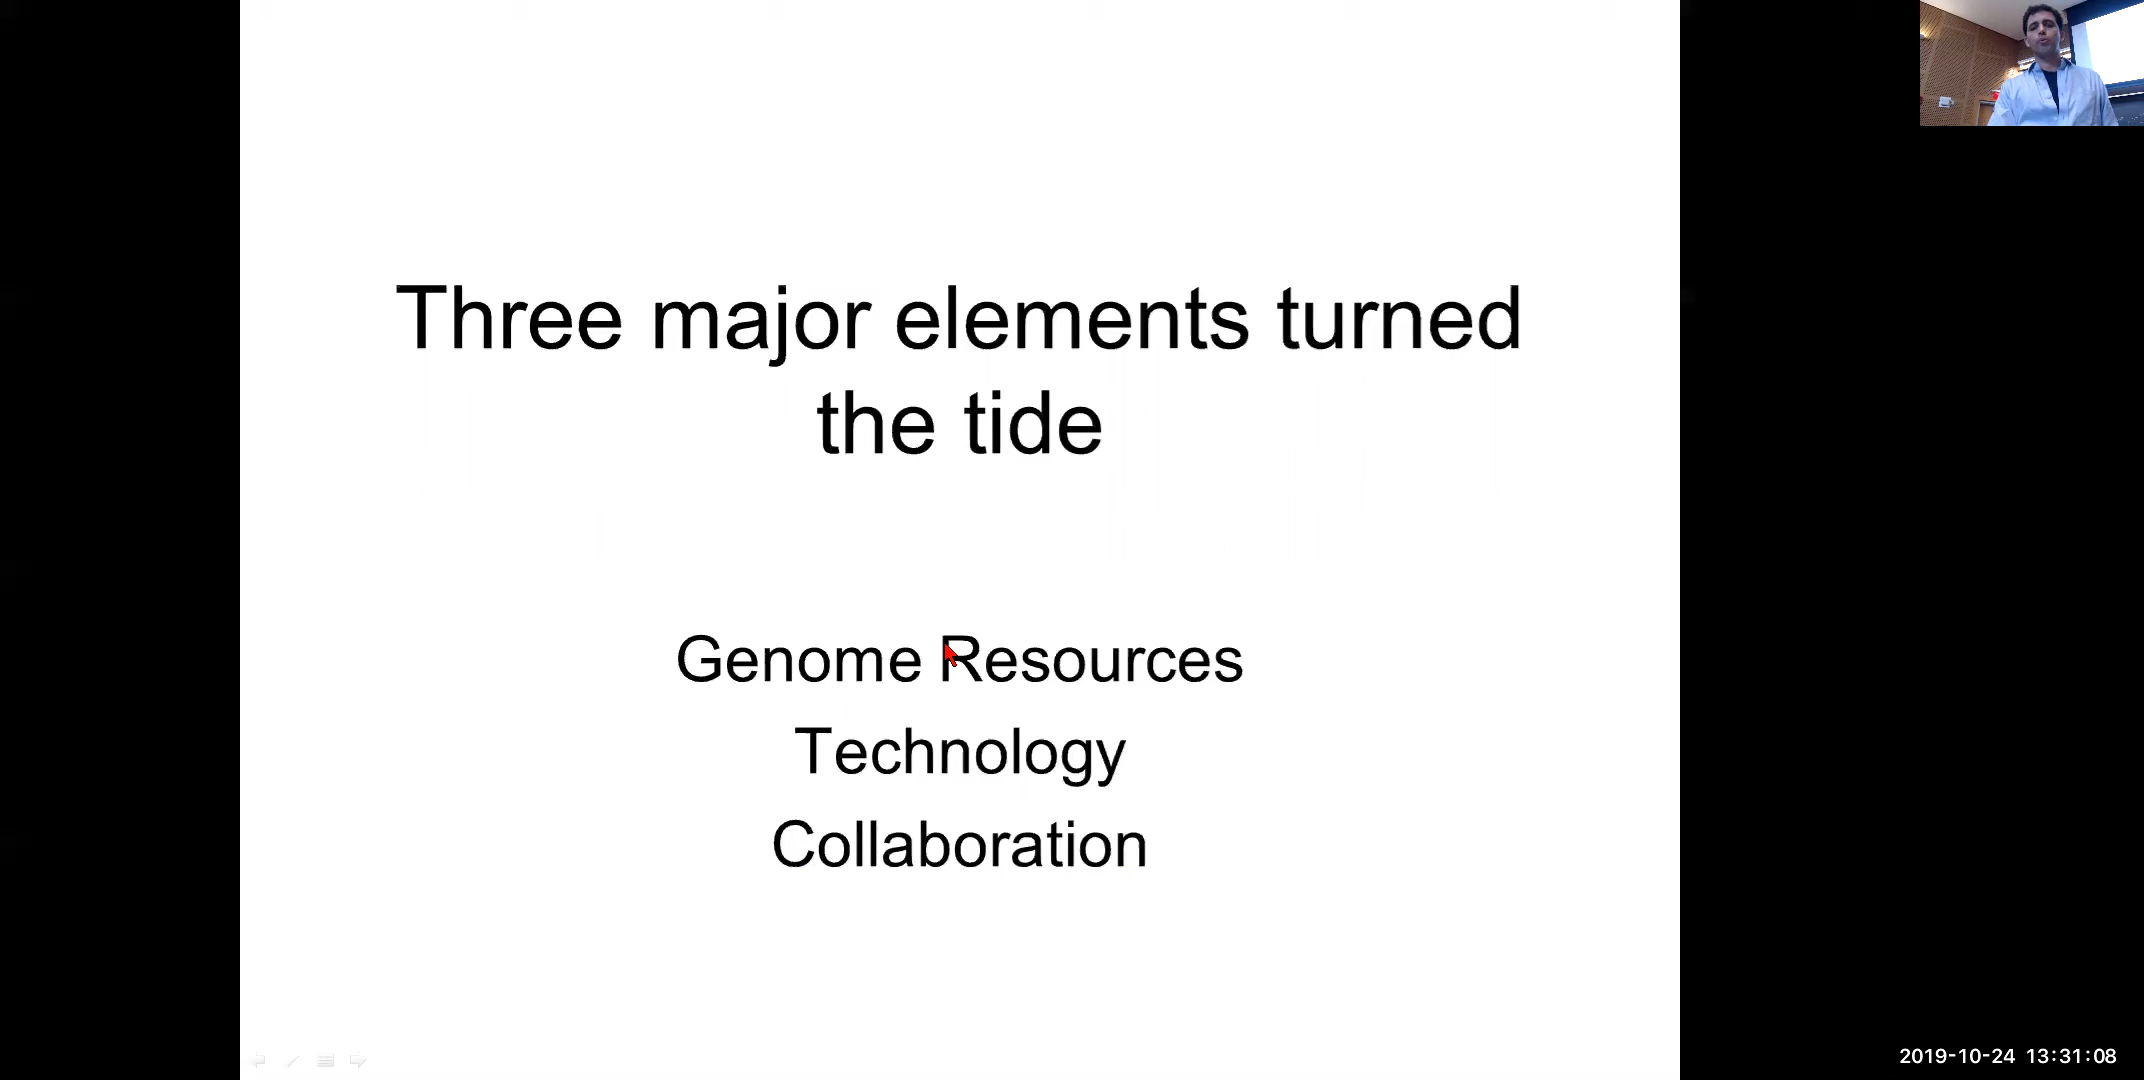 Three major elements turned
the tide
Genome Resources
Technology
Collaboration
2019-10-24 13:31:08